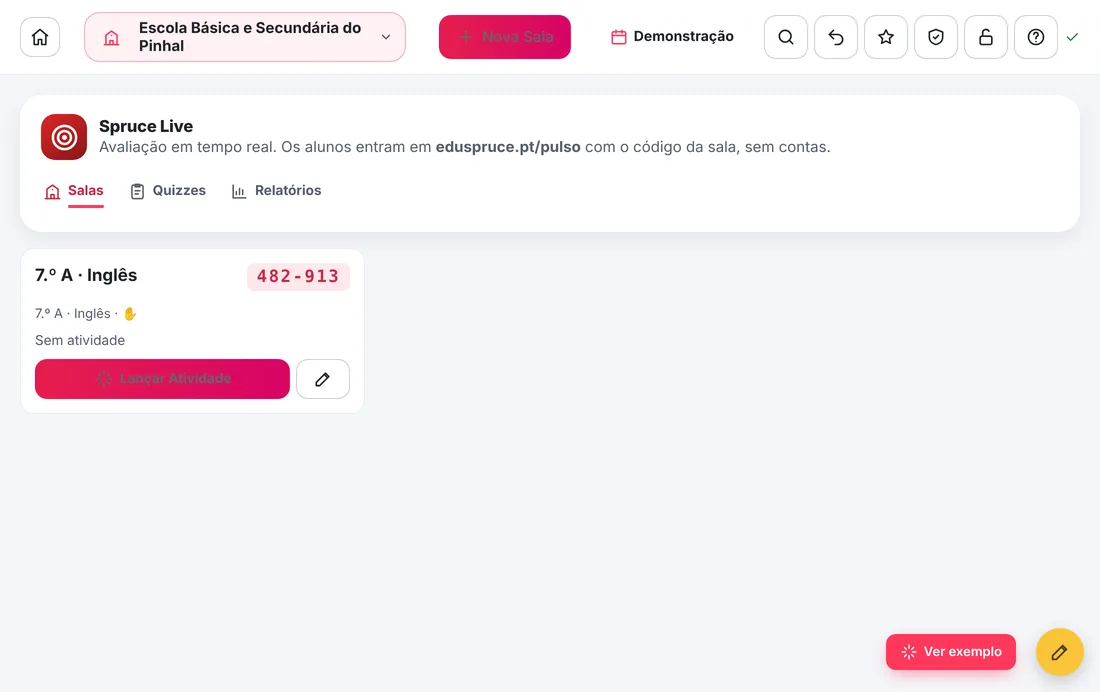 Escola Básica e Secundária do
Pinhal
Nova Sala
Demonstração
Spruce Live
Avaliação em tempo real. Os alunos entram em eduspruce.pt/pulso com o código da sala, sem contas.
Salas
Quizzes
Relatórios
7.º A · Inglês
482-913
7.º A · Inglês · ✋
Sem atividade
Lançar Atividade
Ver exemplo